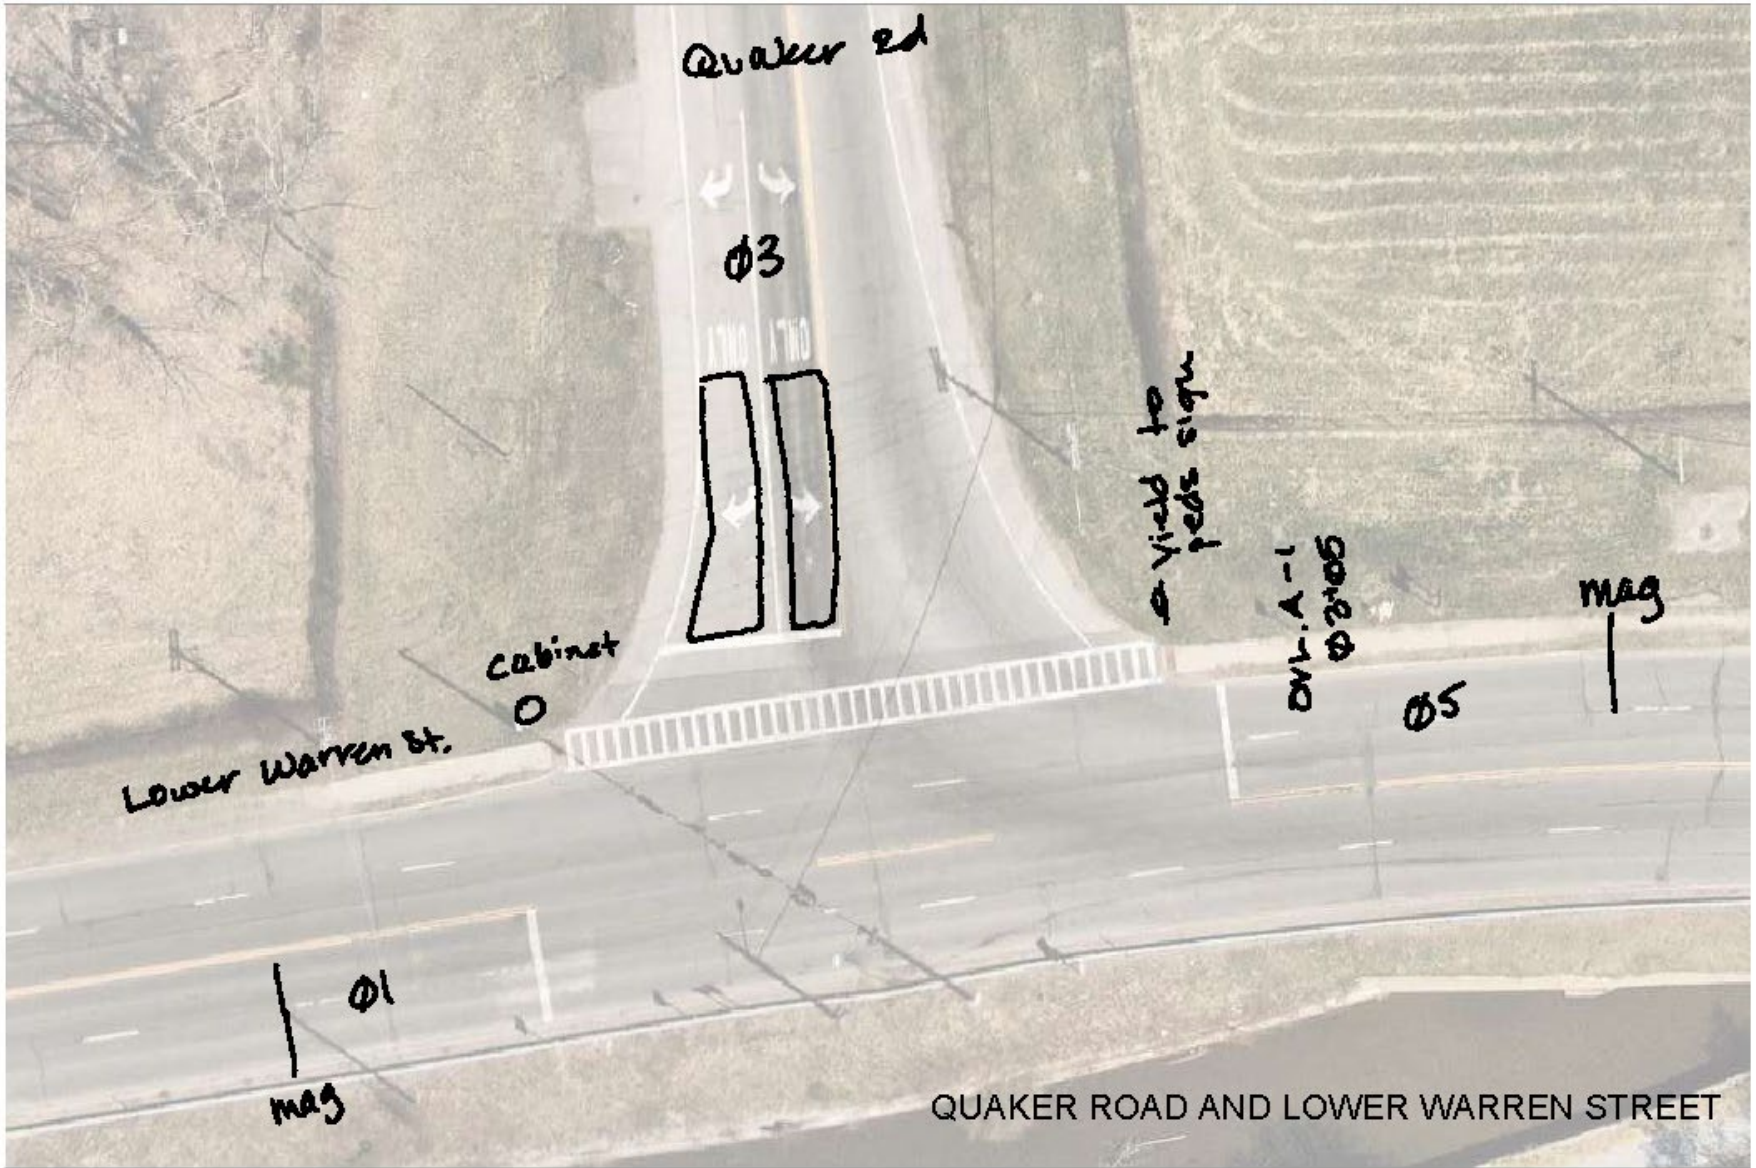 Quaker Rd
Ø3
ONLY ONLY
yield to
peds sign
OVL.A-1
Ø3+Ø5
mag
Cabinet
Ø5
Lower Warren St.
Ø1
mag
QUAKER ROAD AND LOWER WARREN STREET